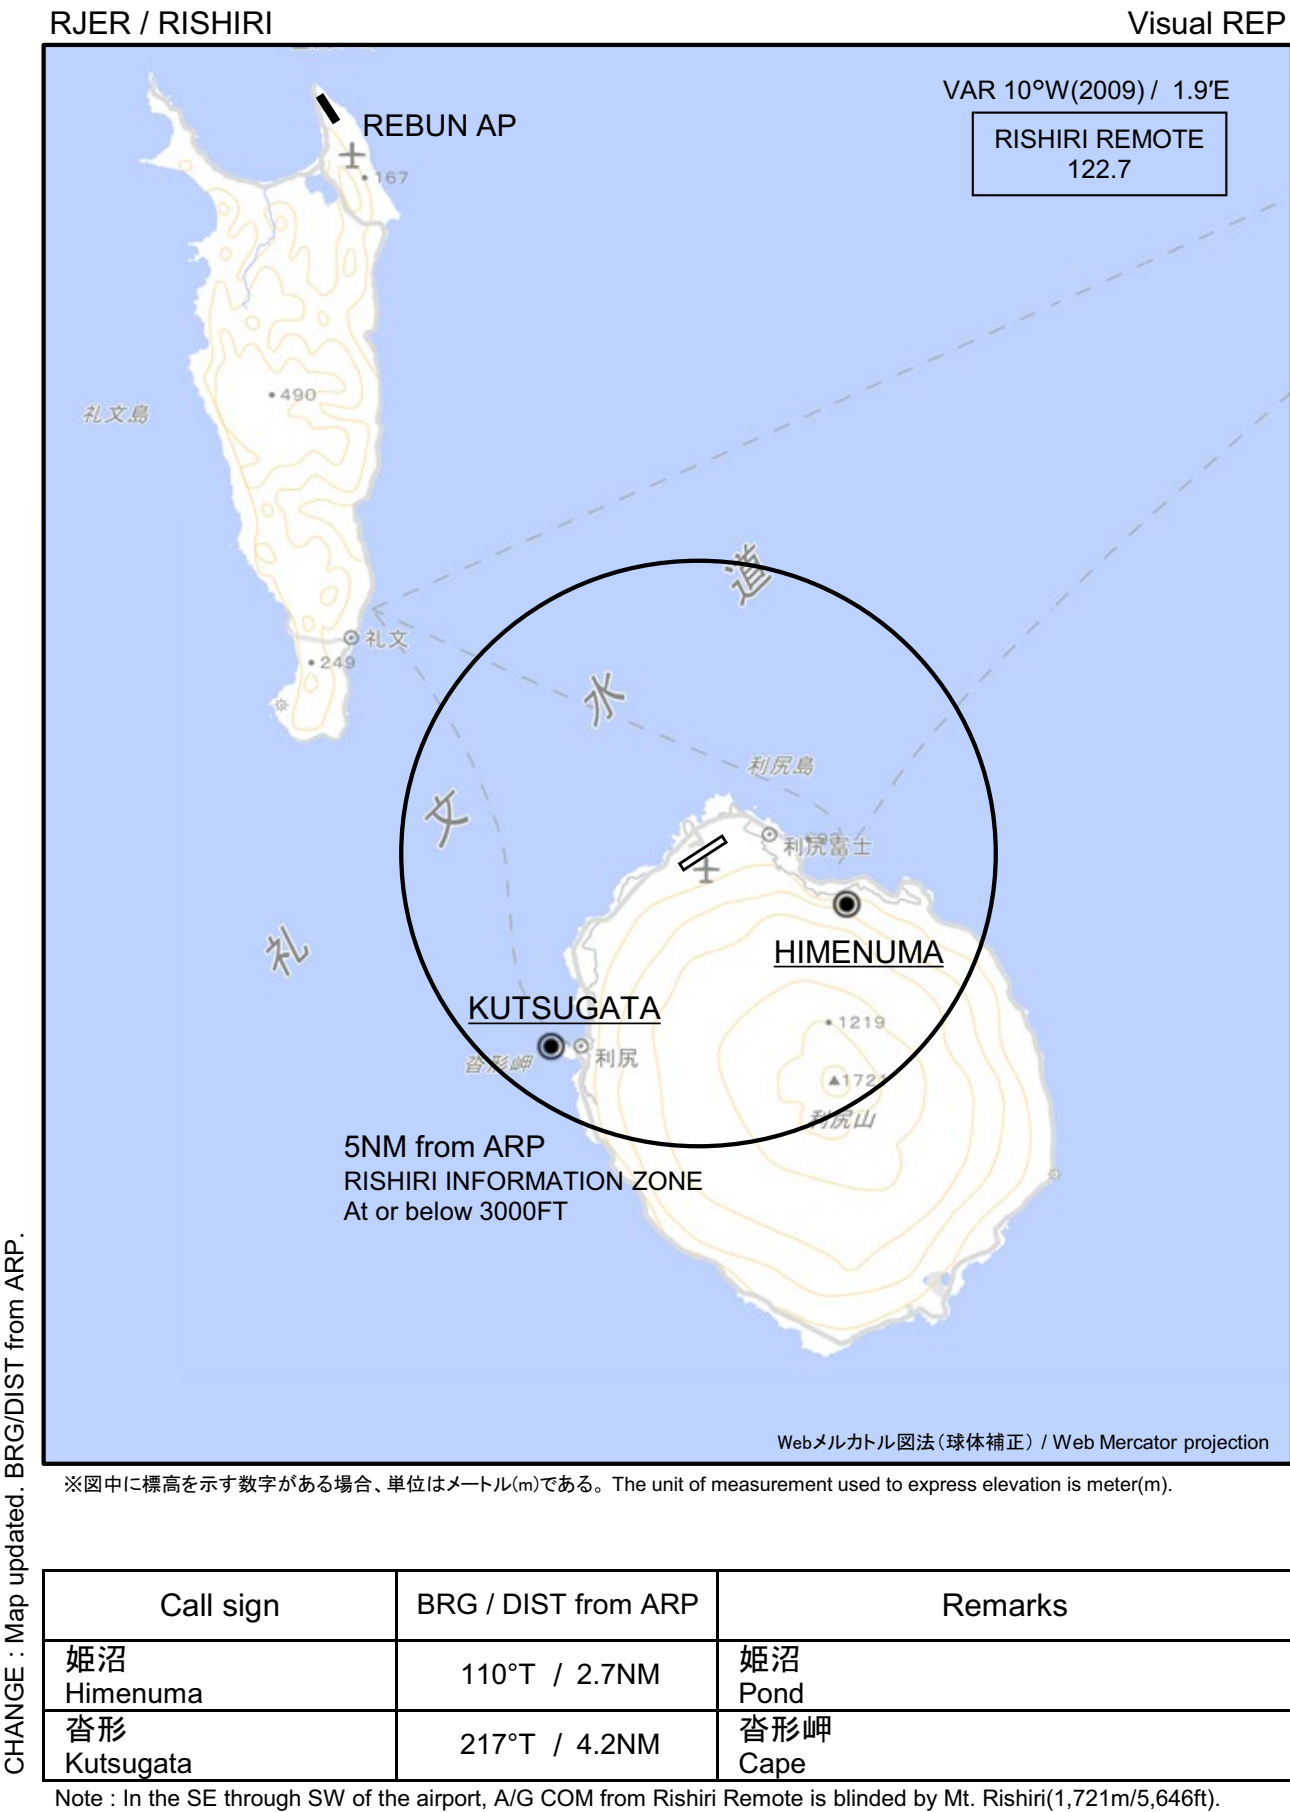 RJER / RISHIRI
Visual REP
VAR 10°W(2009) / 1.9′E
RISHIRI REMOTE
122.7
REBUN AP
167
490
礼文島
道
礼文
249
水
利尻島
文
利尻富士
礼
HIMENUMA
KUTSUGATA
1219
沓形岬
利尻
1721
利尻山
5NM from ARP
RISHIRI INFORMATION ZONE
At or below 3000FT
Webメルカトル図法（球体補正） / Web Mercator projection
※図中に標高を示す数字がある場合、単位はメートル(m)である。 The unit of measurement used to express elevation is meter(m).
CHANGE : Map updated. BRG/DIST from ARP.
Call sign
BRG / DIST from ARP
Remarks
姫沼
Himenuma
110°T / 2.7NM
姫沼
Pond
沓形
Kutsugata
217°T / 4.2NM
沓形岬
Cape
Note : In the SE through SW of the airport, A/G COM from Rishiri Remote is blinded by Mt. Rishiri(1,721m/5,646ft).